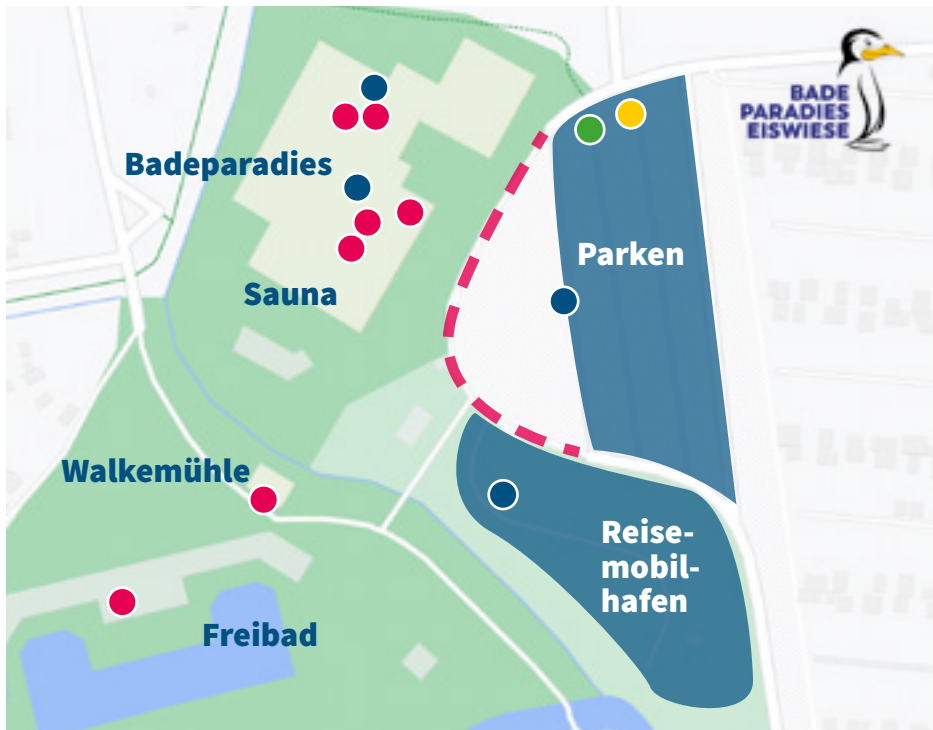 BADE
PARADIES
EISWIESE
Badeparadies
Parken
Sauna
Walkemühle
Reise-
mobil-
hafen
Freibad